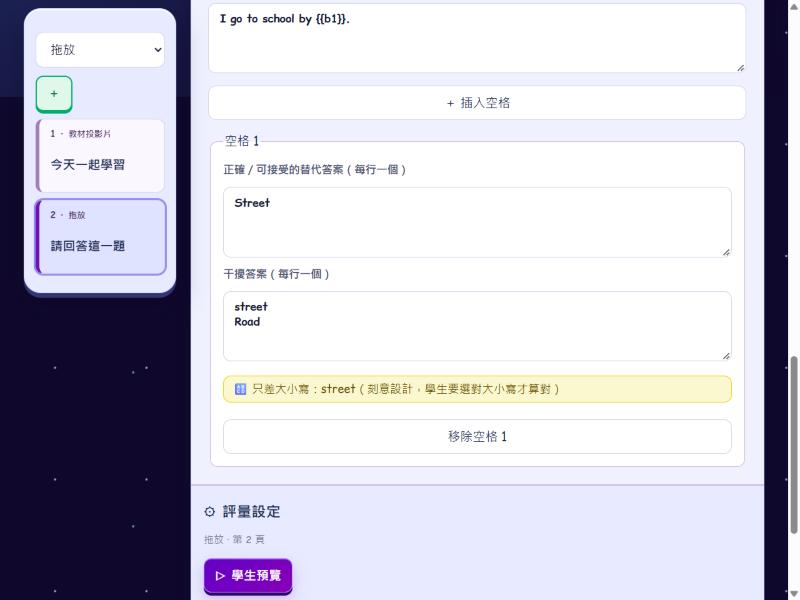 拖放
+
1 · 教材投影片
今天一起學習
2 · 拖放
請回答這一題
I go to school by {{b1}}.
+ 插入空格
空格 1
正確 / 可接受的替代答案 ( 每行一個 )
Street
干擾答案 ( 每行一個 )
street
Road
🔠 只差大小寫：street ( 刻意設計，學生要選對大小寫才算對 )
移除空格 1
⚙ 評量設定
拖放 · 第 2 頁
▷ 學生預覽